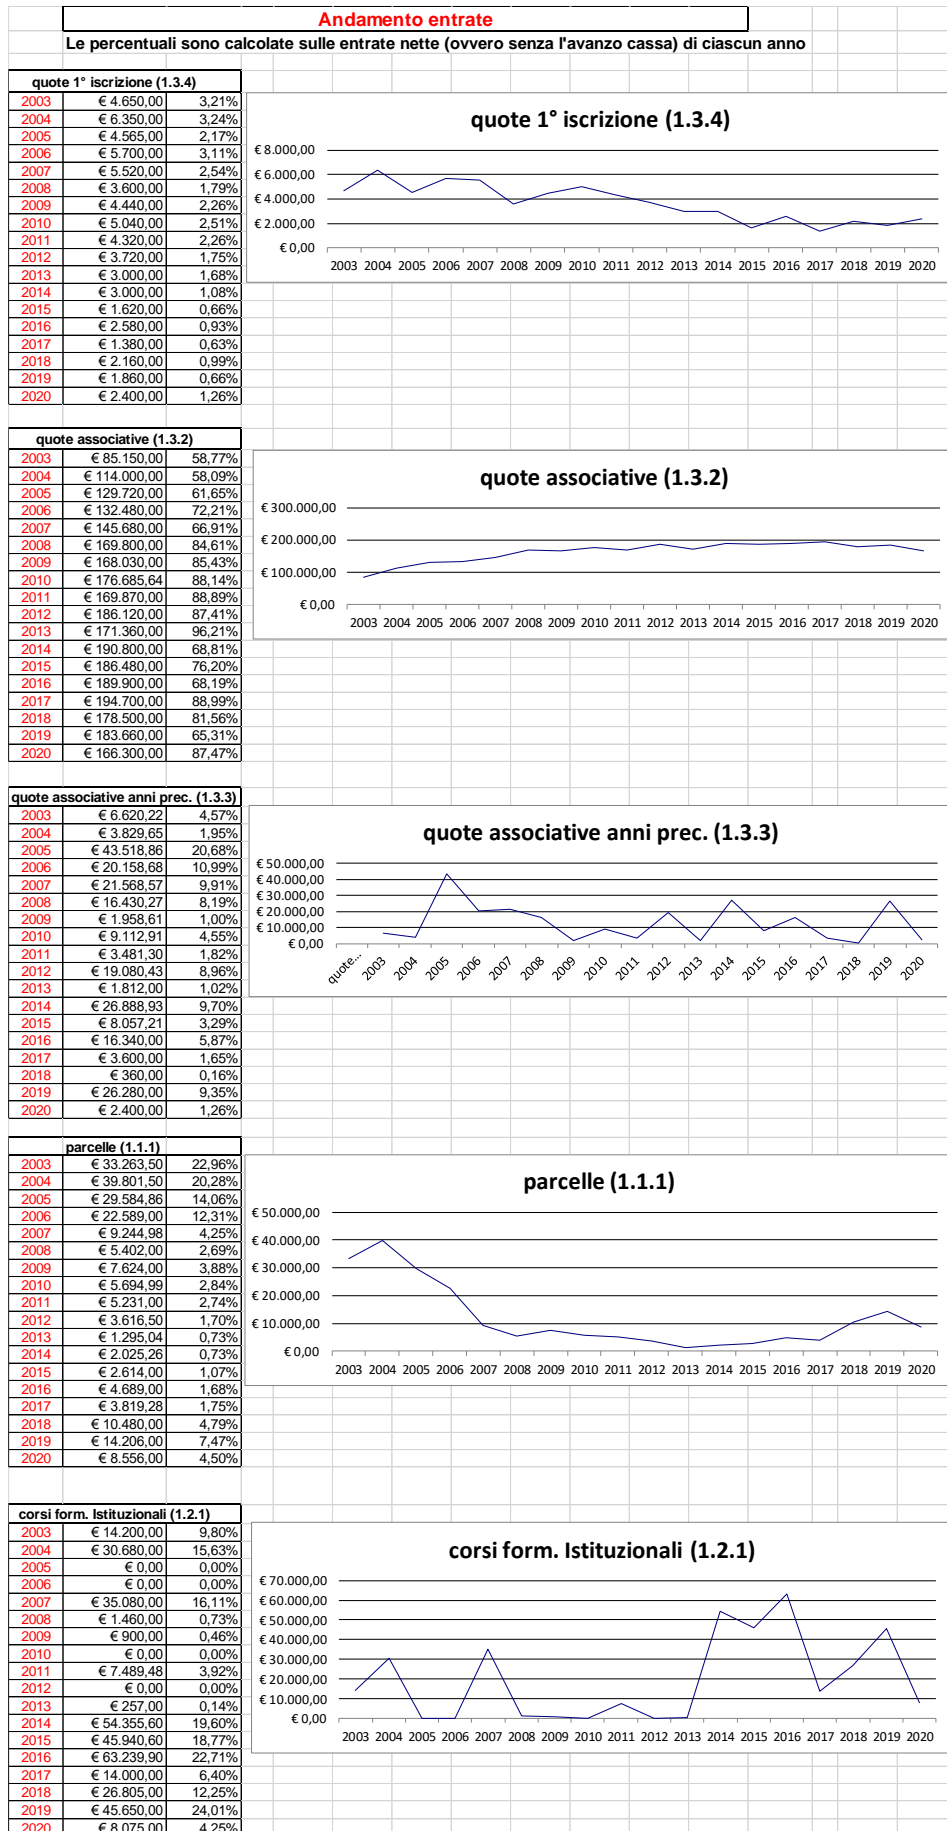 Andamento entrate
Le percentuali sono calcolate sulle entrate nette (ovvero senza l'avanzo cassa) di ciascun anno
quote 1° iscrizione (1.3.4)
2003 € 4.650,00 3,21%
2004 € 6.350,00 3,24%
2005 € 4.565,00 2,17%
2006 € 5.700,00 3,11%
2007 € 5.520,00 2,54%
2008 € 3.600,00 1,79%
2009 € 4.440,00 2,26%
2010 € 5.040,00 2,51%
2011 € 4.320,00 2,26%
2012 € 3.720,00 1,75%
2013 € 3.000,00 1,68%
2014 € 3.000,00 1,08%
2015 € 1.620,00 0,66%
2016 € 2.580,00 0,93%
2017 € 1.380,00 0,63%
2018 € 2.160,00 0,99%
2019 € 1.860,00 0,66%
2020 € 2.400,00 1,26%
quote 1° iscrizione (1.3.4)
€ 8.000,00
€ 6.000,00
€ 4.000,00
€ 2.000,00
€ 0,00
2003 2004 2005 2006 2007 2008 2009 2010 2011 2012 2013 2014 2015 2016 2017 2018 2019 2020
quote associative (1.3.2)
2003 € 85.150,00 58,77%
2004 € 114.000,00 58,09%
2005 € 129.720,00 61,65%
2006 € 132.480,00 72,21%
2007 € 145.680,00 66,91%
2008 € 169.800,00 84,61%
2009 € 168.030,00 85,43%
2010 € 176.685,64 88,14%
2011 € 169.870,00 88,89%
2012 € 186.120,00 87,41%
2013 € 171.360,00 96,21%
2014 € 190.800,00 68,81%
2015 € 186.480,00 76,20%
2016 € 189.900,00 68,19%
2017 € 194.700,00 88,99%
2018 € 178.500,00 81,56%
2019 € 183.660,00 65,31%
2020 € 166.300,00 87,47%
quote associative (1.3.2)
€ 300.000,00
€ 200.000,00
€ 100.000,00
€ 0,00
2003 2004 2005 2006 2007 2008 2009 2010 2011 2012 2013 2014 2015 2016 2017 2018 2019 2020
quote associative anni prec. (1.3.3)
2003 € 6.620,22 4,57%
2004 € 3.829,65 1,95%
2005 € 43.518,86 20,68%
2006 € 20.158,68 10,99%
2007 € 21.568,57 9,91%
2008 € 16.430,27 8,19%
2009 € 1.958,61 1,00%
2010 € 9.112,91 4,55%
2011 € 3.481,30 1,82%
2012 € 19.080,43 8,96%
2013 € 1.812,00 1,02%
2014 € 26.888,93 9,70%
2015 € 8.057,21 3,29%
2016 € 16.340,00 5,87%
2017 € 3.600,00 1,65%
2018 € 360,00 0,16%
2019 € 26.280,00 9,35%
2020 € 2.400,00 1,26%
quote associative anni prec. (1.3.3)
€ 50.000,00
€ 40.000,00
€ 30.000,00
€ 20.000,00
€ 10.000,00
€ 0,00
quote... 2003 2004 2005 2006 2007 2008 2009 2010 2011 2012 2013 2014 2015 2016 2017 2018 2019 2020
parcelle (1.1.1)
2003 € 33.263,50 22,96%
2004 € 39.801,50 20,28%
2005 € 29.584,86 14,06%
2006 € 22.589,00 12,31%
2007 € 9.244,98 4,25%
2008 € 5.402,00 2,69%
2009 € 7.624,00 3,88%
2010 € 5.694,99 2,84%
2011 € 5.231,00 2,74%
2012 € 3.616,50 1,70%
2013 € 1.295,04 0,73%
2014 € 2.025,26 0,73%
2015 € 2.614,00 1,07%
2016 € 4.689,00 1,68%
2017 € 3.819,28 1,75%
2018 € 10.480,00 4,79%
2019 € 14.206,00 7,47%
2020 € 8.556,00 4,50%
parcelle (1.1.1)
€ 50.000,00
€ 40.000,00
€ 30.000,00
€ 20.000,00
€ 10.000,00
€ 0,00
2003 2004 2005 2006 2007 2008 2009 2010 2011 2012 2013 2014 2015 2016 2017 2018 2019 2020
corsi form. Istituzionali (1.2.1)
2003 € 14.200,00 9,80%
2004 € 30.680,00 15,63%
2005 € 0,00 0,00%
2006 € 0,00 0,00%
2007 € 35.080,00 16,11%
2008 € 1.460,00 0,73%
2009 € 900,00 0,46%
2010 € 0,00 0,00%
2011 € 7.489,48 3,92%
2012 € 0,00 0,00%
2013 € 257,00 0,14%
2014 € 54.355,60 19,60%
2015 € 45.940,60 18,77%
2016 € 63.239,90 22,71%
2017 € 14.000,00 6,40%
2018 € 26.805,00 12,25%
2019 € 45.650,00 24,01%
2020 € 8.075,00 4,25%
corsi form. Istituzionali (1.2.1)
€ 70.000,00
€ 60.000,00
€ 50.000,00
€ 40.000,00
€ 30.000,00
€ 20.000,00
€ 10.000,00
€ 0,00
2003 2004 2005 2006 2007 2008 2009 2010 2011 2012 2013 2014 2015 2016 2017 2018 2019 2020